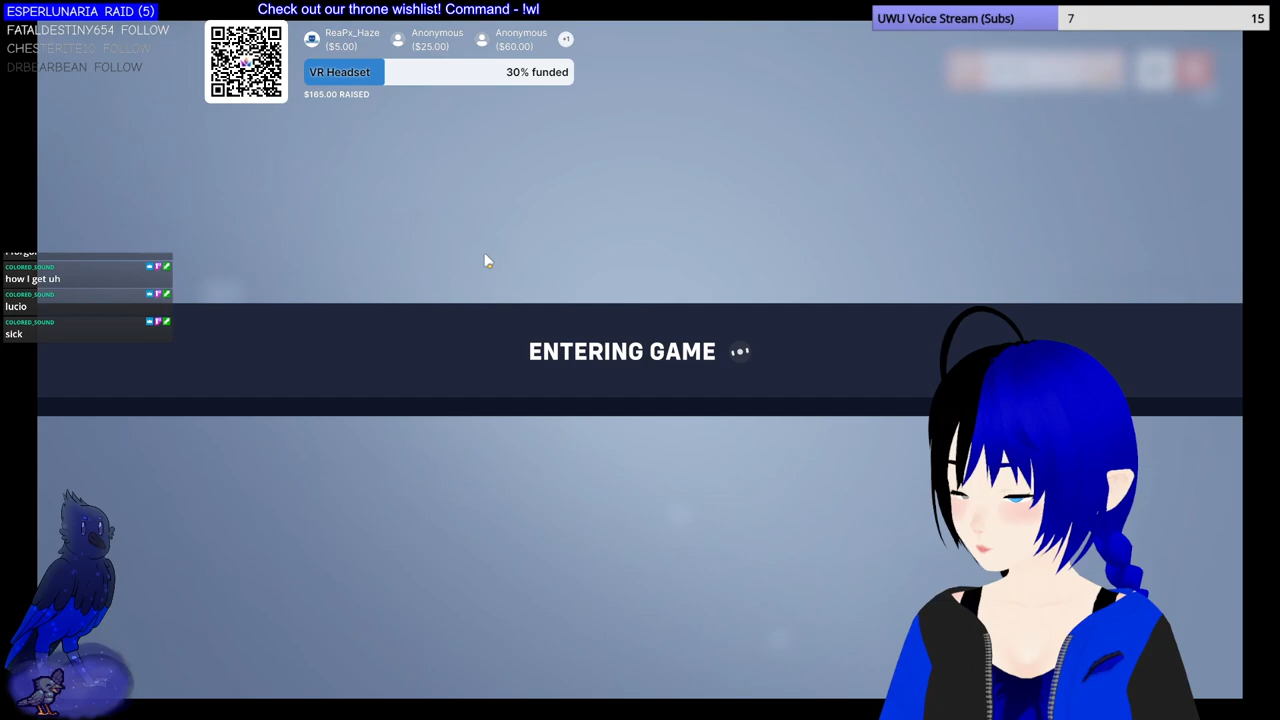 ESPERLUNARIA RAID (5)
FATALDESTINY654 FOLLOW
CHESTERITE10 FOLLOW
DRBEARBEAN FOLLOW
Check out our throne wishlist! Command - !wl
ReaPx_Haze
($5.00)
Anonymous
($25.00)
Anonymous
($60.00)
+1
VR Headset
30% funded
$165.00 RAISED
UWU Voice Stream (Subs)
7
15
COLORED_SOUND
how I get uh
COLORED_SOUND
lucio
COLORED_SOUND
sick
ENTERING GAME